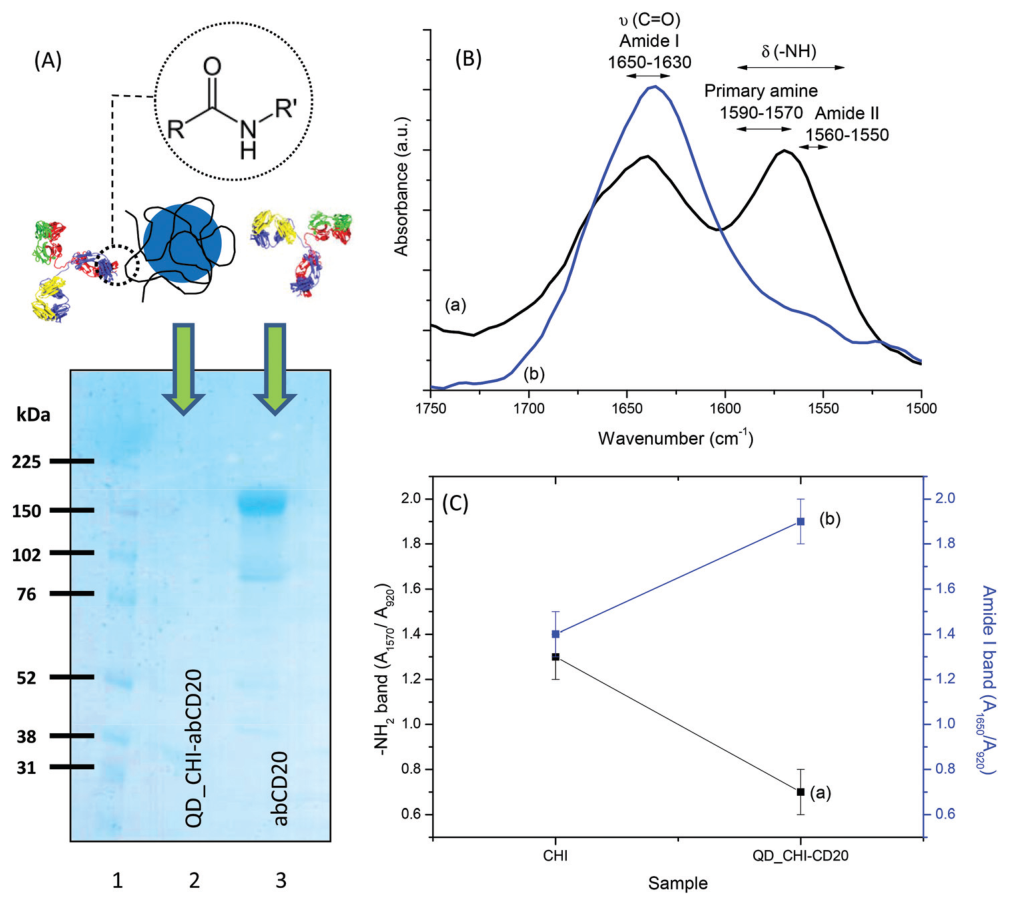 (A)
O
R
N
H
R'
kDa
225
150
102
76
52
38
31
QD_CHI-abCD20
abCD20
1 2 3
(B)
υ (C=O)
Amide I
1650-1630
δ (-NH)
Primary amine
1590-1570
Amide II
1560-1550
Absorbance (a.u.)
(a)
(b)
1750 1700 1650 1600 1550 1500
Wavenumber (cm-1)
(C)
2.0
1.8
1.6
1.4
1.2
1.0
0.8
0.6
-NH2 band (A1570/ A920)
(b)
(a)
2.0
1.8
1.6
1.4
1.2
1.0
0.8
0.6
Amide I band (A1650/A920)
CHI QD_CHI-CD20
Sample